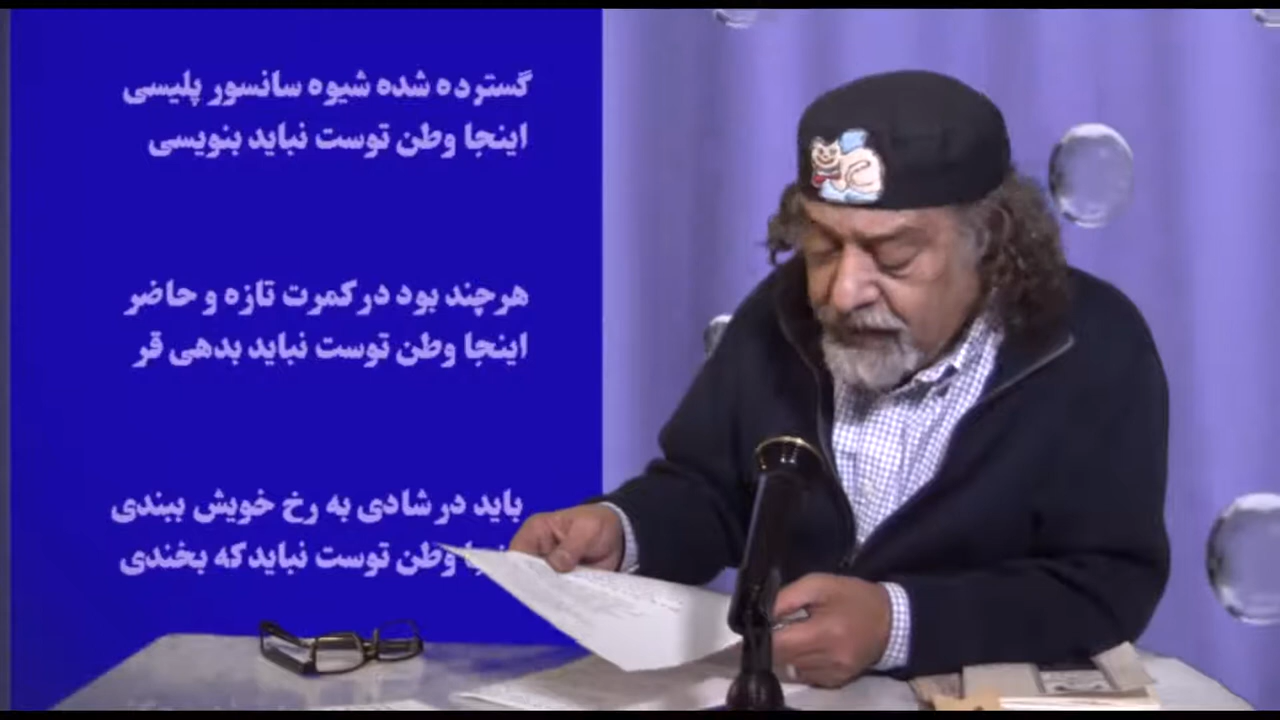 گسترده شده شیوه سانسور پلیسی
اینجا وطن توست نباید بنویسی
هرچند بود در کمرت تازه و حاضر
اینجا وطن توست نباید بدهی قر
باید در شادی به رخ خویش ببندی
وطن توست نباید که بخندی